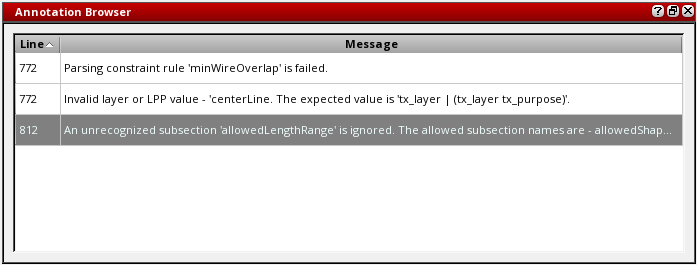 Annotation Browser
Line Message
772 Parsing constraint rule 'minWireOverlap' is failed.
772 Invalid layer or LPP value - 'centerLine. The expected value is 'tx_layer | (tx_layer tx_purpose)'.
812 An unrecognized subsection 'allowedLengthRange' is ignored. The allowed subsection names are - allowedShap...